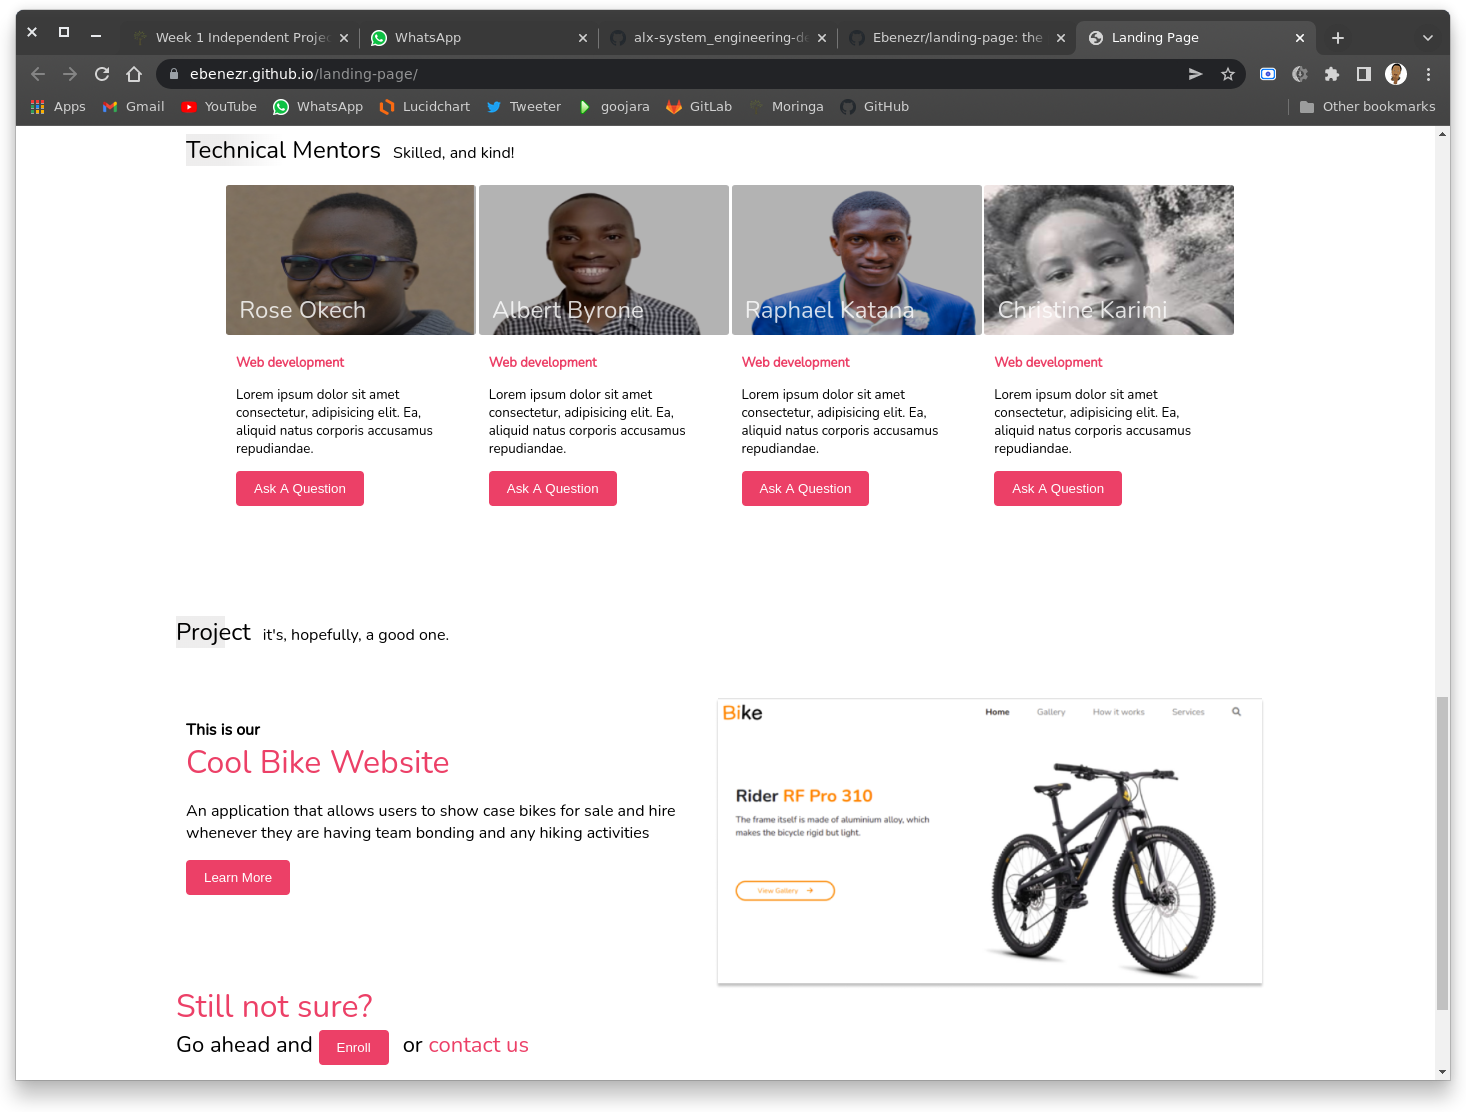 Week 1 Independent Projec
WhatsApp
alx-system_engineering-de
Ebenezr/landing-page: the
Landing Page
ebenezr.github.io/landing-page/
Apps
Gmail
YouTube
WhatsApp
Lucidchart
Tweeter
goojara
GitLab
Moringa
GitHub
Other bookmarks
Technical Mentors Skilled, and kind!
Rose Okech
Albert Byrone
Raphael Katana
Christine Karimi
Web development
Lorem ipsum dolor sit amet
consectetur, adipisicing elit. Ea,
aliquid natus corporis accusamus
repudiandae.
Ask A Question
Web development
Lorem ipsum dolor sit amet
consectetur, adipisicing elit. Ea,
aliquid natus corporis accusamus
repudiandae.
Ask A Question
Web development
Lorem ipsum dolor sit amet
consectetur, adipisicing elit. Ea,
aliquid natus corporis accusamus
repudiandae.
Ask A Question
Web development
Lorem ipsum dolor sit amet
consectetur, adipisicing elit. Ea,
aliquid natus corporis accusamus
repudiandae.
Ask A Question
Project it's, hopefully, a good one.
This is our
Cool Bike Website
An application that allows users to show case bikes for sale and hire
whenever they are having team bonding and any hiking activities
Learn More
Bike
Home
Gallery
How it works
Services
Rider RF Pro 310
The frame itself is made of aluminium alloy, which
makes the bicycle rigid but light.
View Gallery
Still not sure?
Go ahead and Enroll or contact us